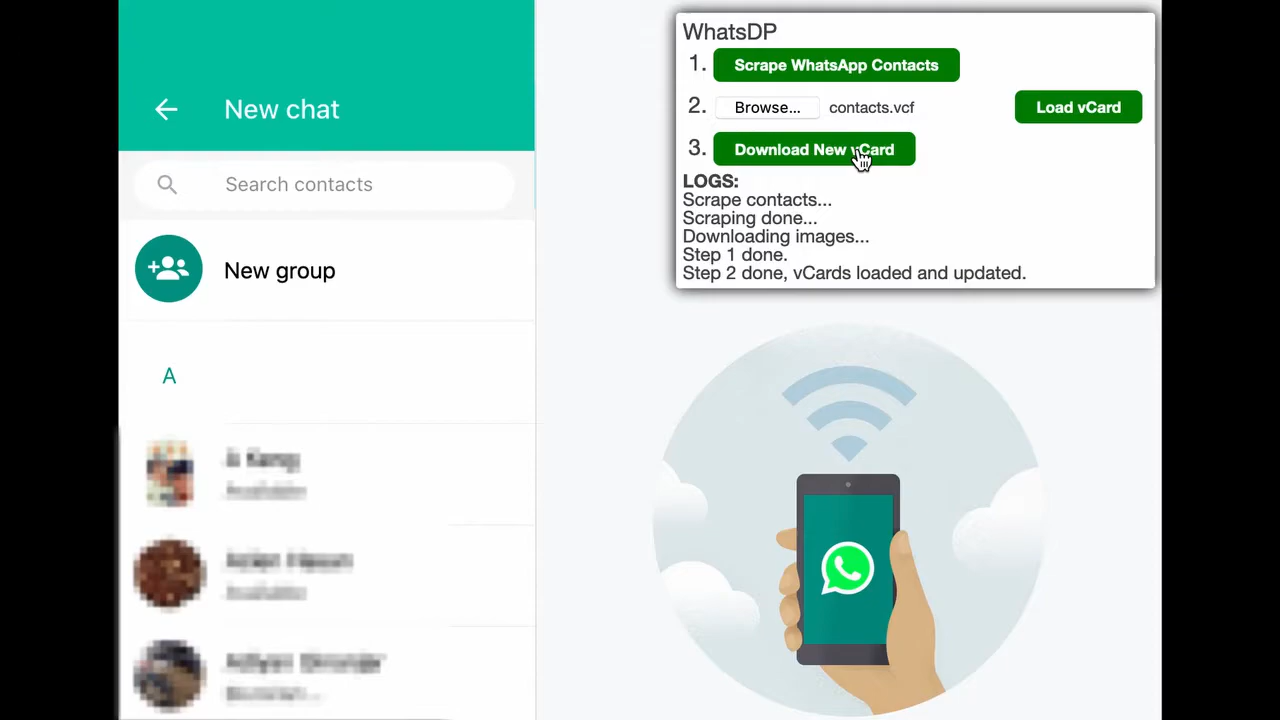 New chat
Search contacts
New group
A
WhatsDP
1. Scrape WhatsApp Contacts
2. Browse... contacts.vcf Load vCard
3. Download New vCard
LOGS:
Scrape contacts...
Scraping done...
Downloading images...
Step 1 done.
Step 2 done, vCards loaded and updated.